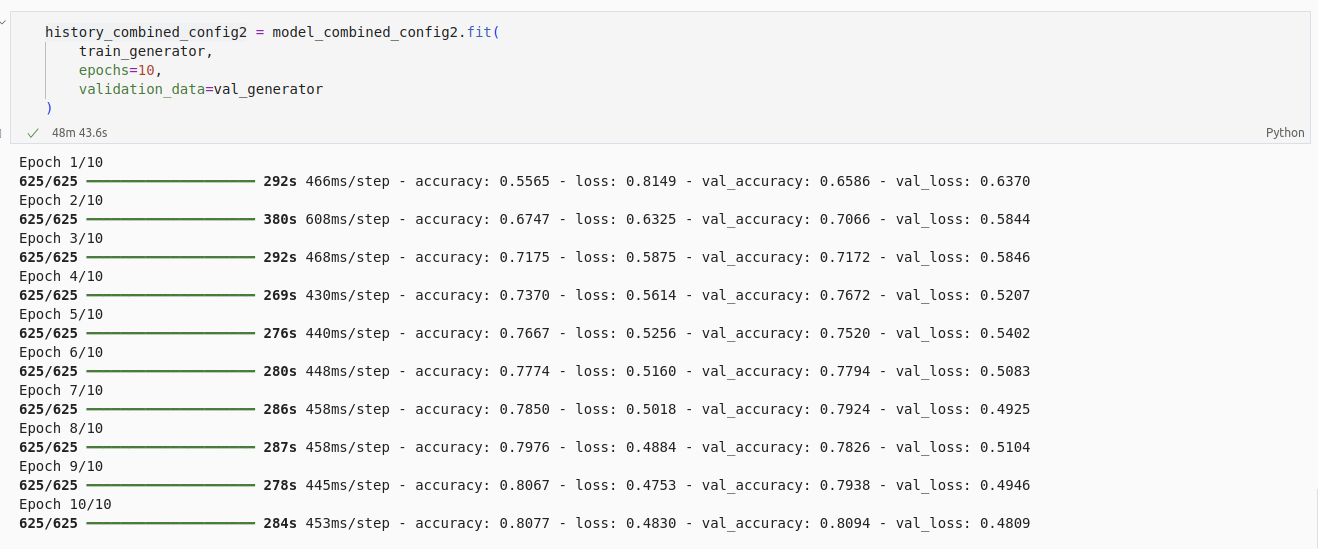 history_combined_config2 = model_combined_config2.fit(
    train_generator,
    epochs=10,
    validation_data=val_generator
)
48m 43.6s
Python
Epoch 1/10
625/625 292s 466ms/step - accuracy: 0.5565 - loss: 0.8149 - val_accuracy: 0.6586 - val_loss: 0.6370
Epoch 2/10
625/625 380s 608ms/step - accuracy: 0.6747 - loss: 0.6325 - val_accuracy: 0.7066 - val_loss: 0.5844
Epoch 3/10
625/625 292s 468ms/step - accuracy: 0.7175 - loss: 0.5875 - val_accuracy: 0.7172 - val_loss: 0.5846
Epoch 4/10
625/625 269s 430ms/step - accuracy: 0.7370 - loss: 0.5614 - val_accuracy: 0.7672 - val_loss: 0.5207
Epoch 5/10
625/625 276s 440ms/step - accuracy: 0.7667 - loss: 0.5256 - val_accuracy: 0.7520 - val_loss: 0.5402
Epoch 6/10
625/625 280s 448ms/step - accuracy: 0.7774 - loss: 0.5160 - val_accuracy: 0.7794 - val_loss: 0.5083
Epoch 7/10
625/625 286s 458ms/step - accuracy: 0.7850 - loss: 0.5018 - val_accuracy: 0.7924 - val_loss: 0.4925
Epoch 8/10
625/625 287s 458ms/step - accuracy: 0.7976 - loss: 0.4884 - val_accuracy: 0.7826 - val_loss: 0.5104
Epoch 9/10
625/625 278s 445ms/step - accuracy: 0.8067 - loss: 0.4753 - val_accuracy: 0.7938 - val_loss: 0.4946
Epoch 10/10
625/625 284s 453ms/step - accuracy: 0.8077 - loss: 0.4830 - val_accuracy: 0.8094 - val_loss: 0.4809